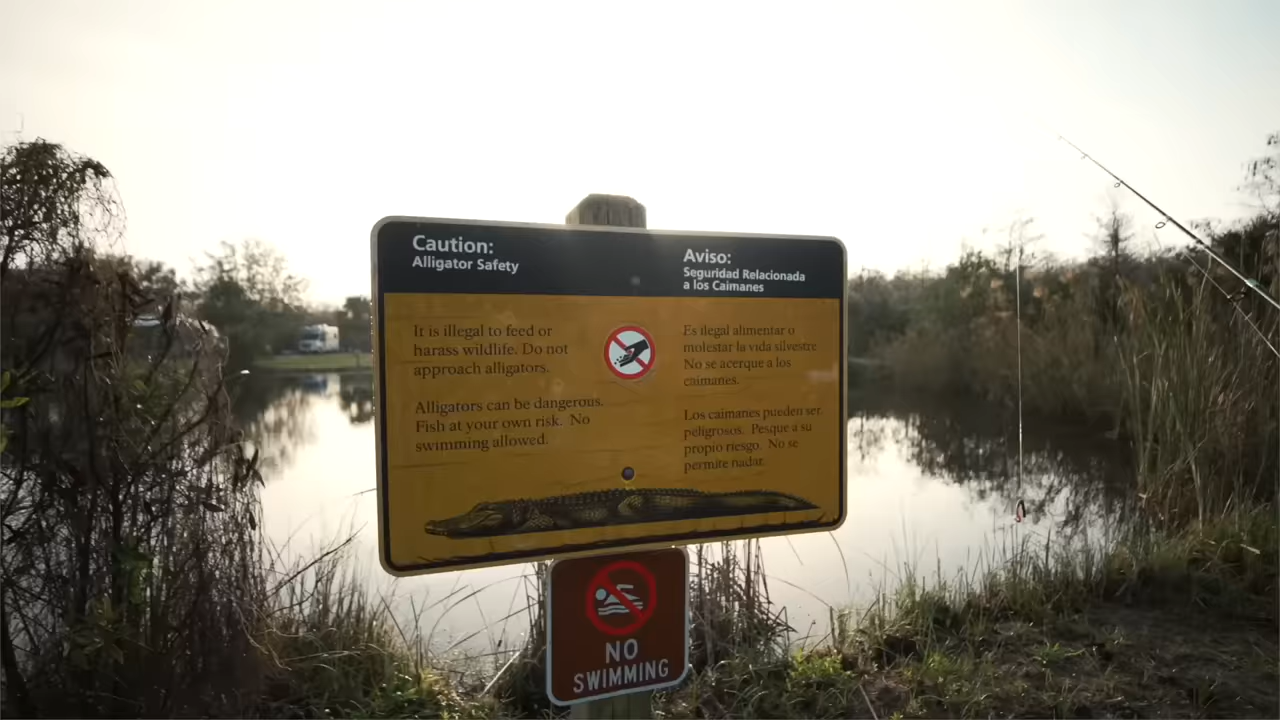 Caution:
Alligator Safety
It is illegal to feed or
harass wildlife. Do not
approach alligators.
Alligators can be dangerous.
Fish at your own risk. No
swimming allowed.
Aviso:
Seguridad Relacionada
a los Caimanes
Es ilegal alimentar o
molestar la vida silvestre
No se acerque a los
caimanes.
Los caimanes pueden ser
peligrosos. Pesque a su
propio riesgo. No se
permite nadar.
NO
SWIMMING